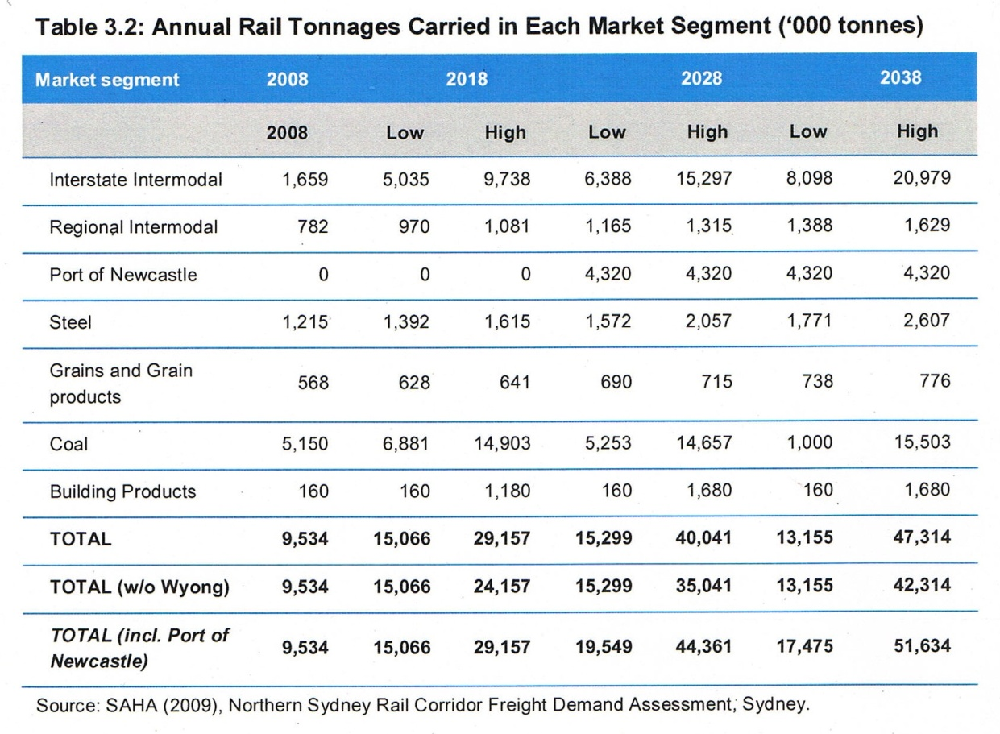 Table 3.2: Annual Rail Tonnages Carried in Each Market Segment (‘000 tonnes)
Market segment 2008 2018 2028 2038
2008 Low High Low High Low High
Interstate Intermodal 1,659 5,035 9,738 6,388 15,297 8,098 20,979
Regional Intermodal 782 970 1,081 1,165 1,315 1,388 1,629
Port of Newcastle 0 0 0 4,320 4,320 4,320 4,320
Steel 1,215 1,392 1,615 1,572 2,057 1,771 2,607
Grains and Grain
products 568 628 641 690 715 738 776
Coal 5,150 6,881 14,903 5,253 14,657 1,000 15,503
Building Products 160 160 1,180 160 1,680 160 1,680
TOTAL 9,534 15,066 29,157 15,299 40,041 13,155 47,314
TOTAL (w/o Wyong) 9,534 15,066 24,157 15,299 35,041 13,155 42,314
TOTAL (incl. Port of
Newcastle) 9,534 15,066 29,157 19,549 44,361 17,475 51,634
Source: SAHA (2009), Northern Sydney Rail Corridor Freight Demand Assessment, Sydney.